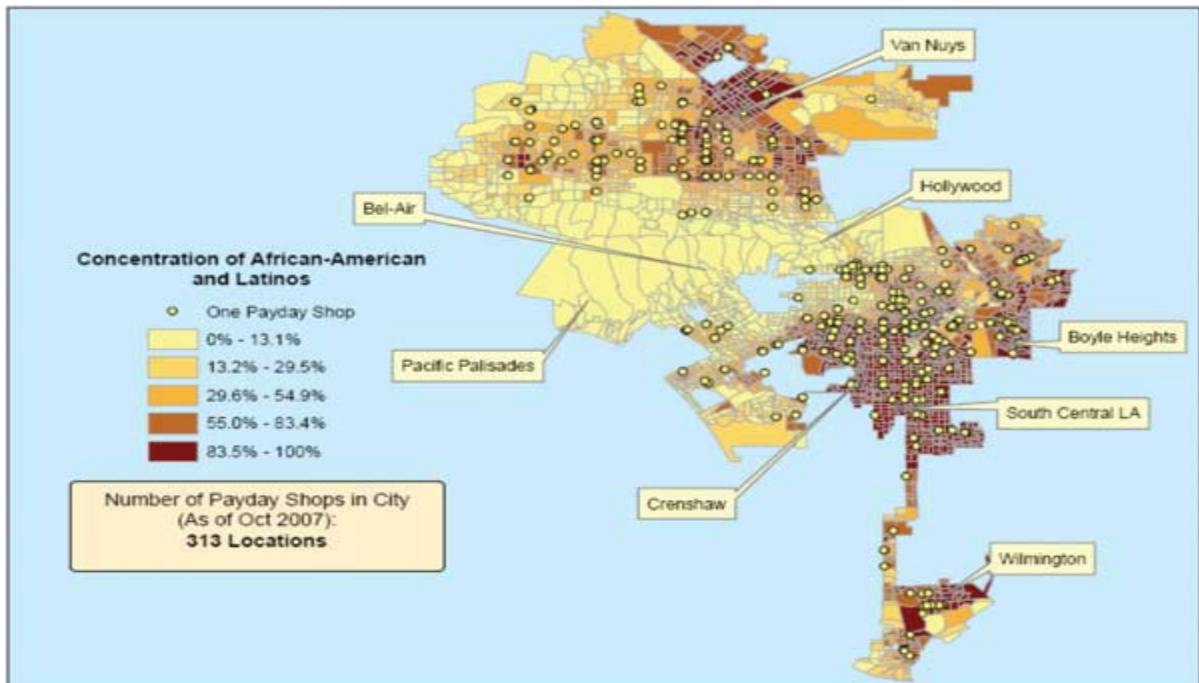 Van Nuys
Hollywood
Bel-Air
Concentration of African-American
and Latinos
One Payday Shop
0% - 13.1%
13.2% - 29.5%
29.6% - 54.9%
55.0% - 83.4%
83.5% - 100%
Pacific Palisades
Boyle Heights
South Central LA
Crenshaw
Number of Payday Shops in City
(As of Oct 2007):
313 Locations
Wilmington